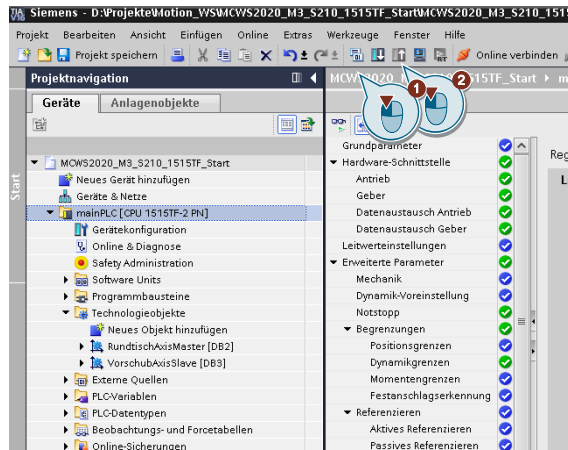 Siemens - D:\Projekte\Motion_WS\MCWS2020_M3_S210_1515TF_Start\MCWS2020_M3_S210_1515
Projekt Bearbeiten Ansicht Einfügen Online Extras Werkzeuge Fenster Hilfe
Projekt speichern
Online verbinden
Projektnavigation
Geräte Anlagenobjekte
Start
MOWS2020_M3_S210_1515TF_Start
Neues Gerät hinzufügen
Geräte & Netze
mainPLC [CPU 1515TF-2 PN]
Gerätekonfiguration
Online & Diagnose
Safety Administration
Software Units
Programmbausteine
Technologieobjekte
Neues Objekt hinzufügen
RundtischAxisMaster [DB2]
VorschubAxisSlave [DB3]
Externe Quellen
PLC-Variablen
PLC-Datentypen
Beobachtungs- und Forcetabellen
Online-Sicherungen
1
2
15TF_Start
Grundparameter
Hardware-Schnittstelle
Antrieb
Geber
Datenaustausch Antrieb
Datenaustausch Geber
Leitwerteinstellungen
Erweiterte Parameter
Mechanik
Dynamik-Voreinstellung
Notstopp
Begrenzungen
Positionsgrenzen
Dynamikgrenzen
Momentengrenzen
Festanschlagserkennung
Referenzieren
Aktives Referenzieren
Passives Referenzieren